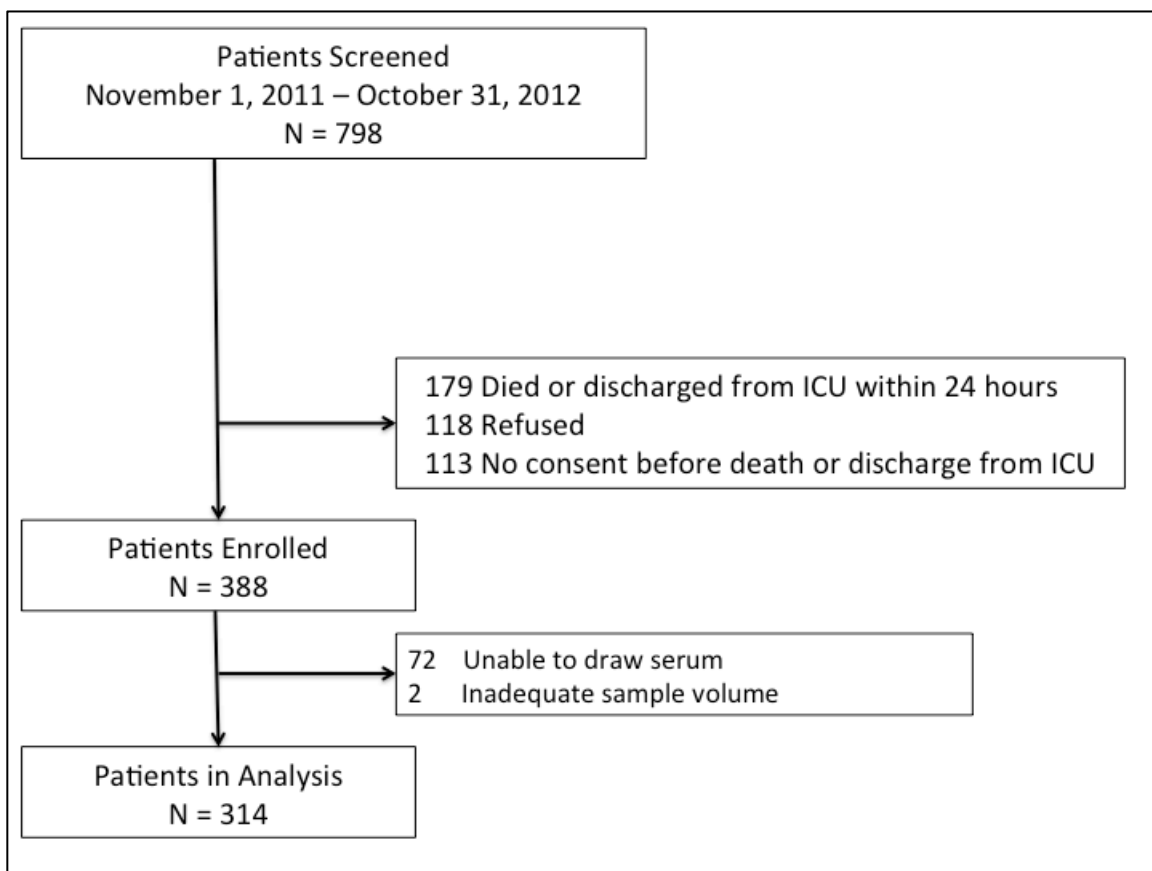 Patients Screened
November 1, 2011 – October 31, 2012
N = 798
179 Died or discharged from ICU within 24 hours
118 Refused
113 No consent before death or discharge from ICU
Patients Enrolled
N = 388
72 Unable to draw serum
2 Inadequate sample volume
Patients in Analysis
N = 314